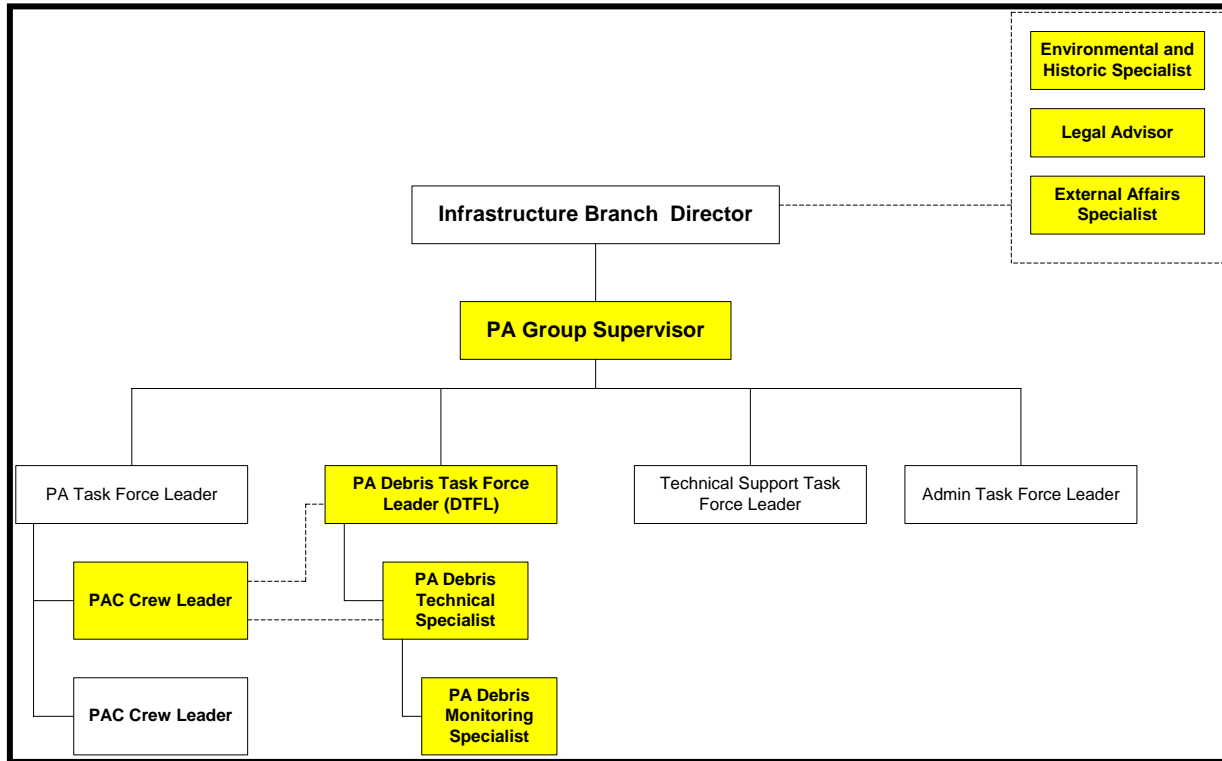 Environmental and
Historic Specialist
Legal Advisor
External Affairs
Specialist
Infrastructure Branch Director
PA Group Supervisor
PA Task Force Leader
PA Debris Task Force
Leader (DTFL)
Technical Support Task
Force Leader
Admin Task Force Leader
PAC Crew Leader
PA Debris
Technical
Specialist
PAC Crew Leader
PA Debris
Monitoring
Specialist